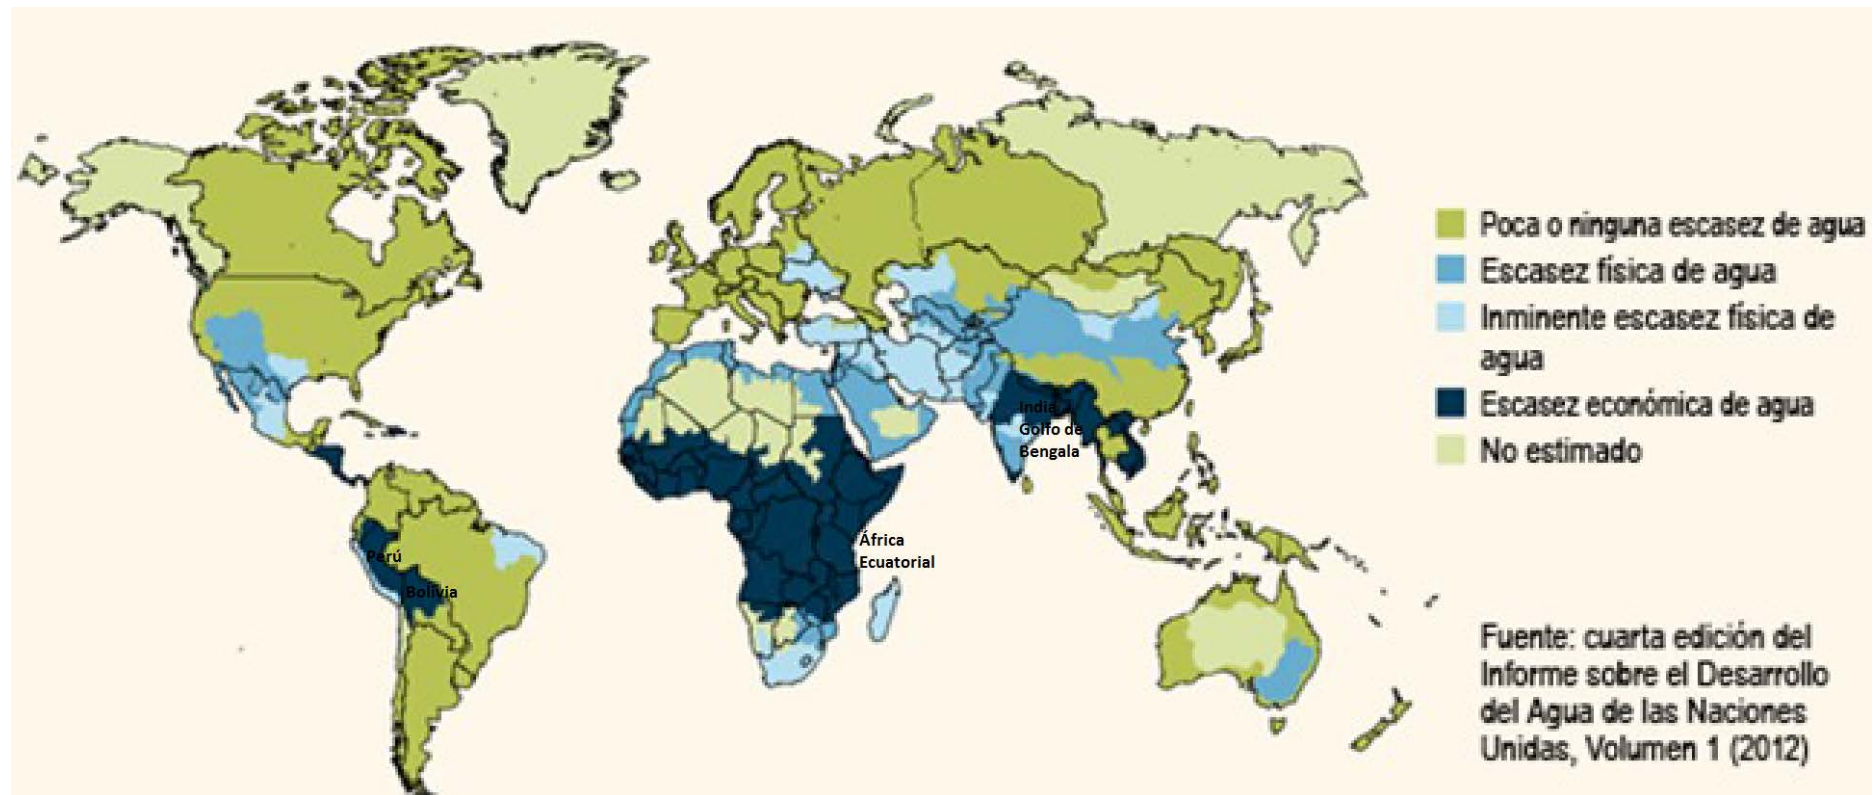 Poca o ninguna escasez de agua
Escasez física de agua
Inminente escasez física de
agua
Escasez económica de agua
No estimado
India
Golfo de
Bengala
África
Ecuatorial
Perú
Bolivia
Fuente: cuarta edición del
Informe sobre el Desarrollo
del Agua de las Naciones
Unidas, Volumen 1 (2012)